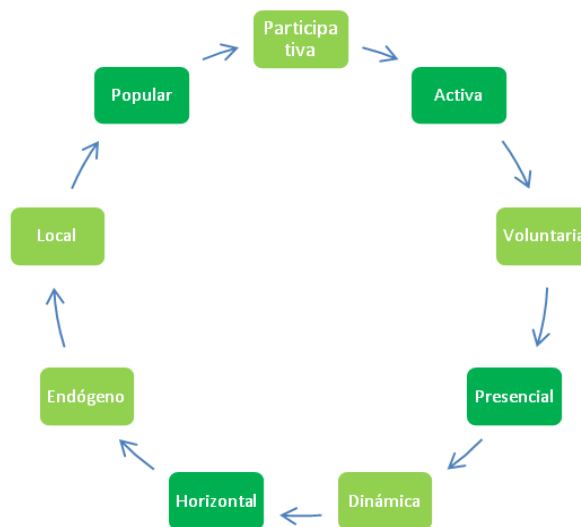 Participa
tiva
Activa
Voluntaria
Presencial
Dinámica
Horizontal
Endógeno
Local
Popular